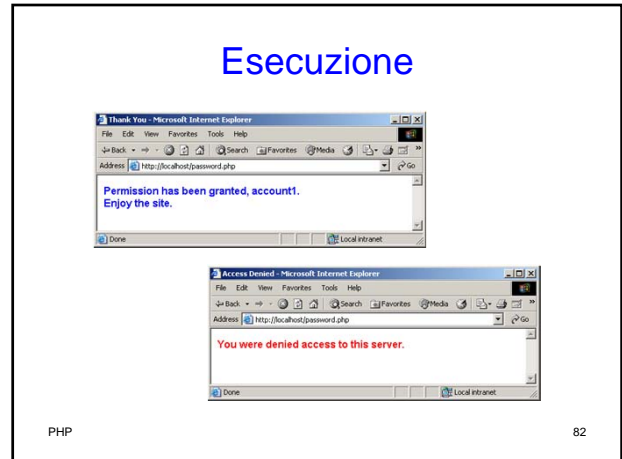 Esecuzione
Thank You - Microsoft Internet Explorer
File Edit View Favorites Tools Help
Back Search Favorites Media »
Address http://localhost/password.php Go
Permission has been granted, account1.
Enjoy the site.
Done Local intranet
Access Denied - Microsoft Internet Explorer
File Edit View Favorites Tools Help
Back Search Favorites Media »
Address http://localhost/password.php Go
You were denied access to this server.
Done Local intranet
PHP 82